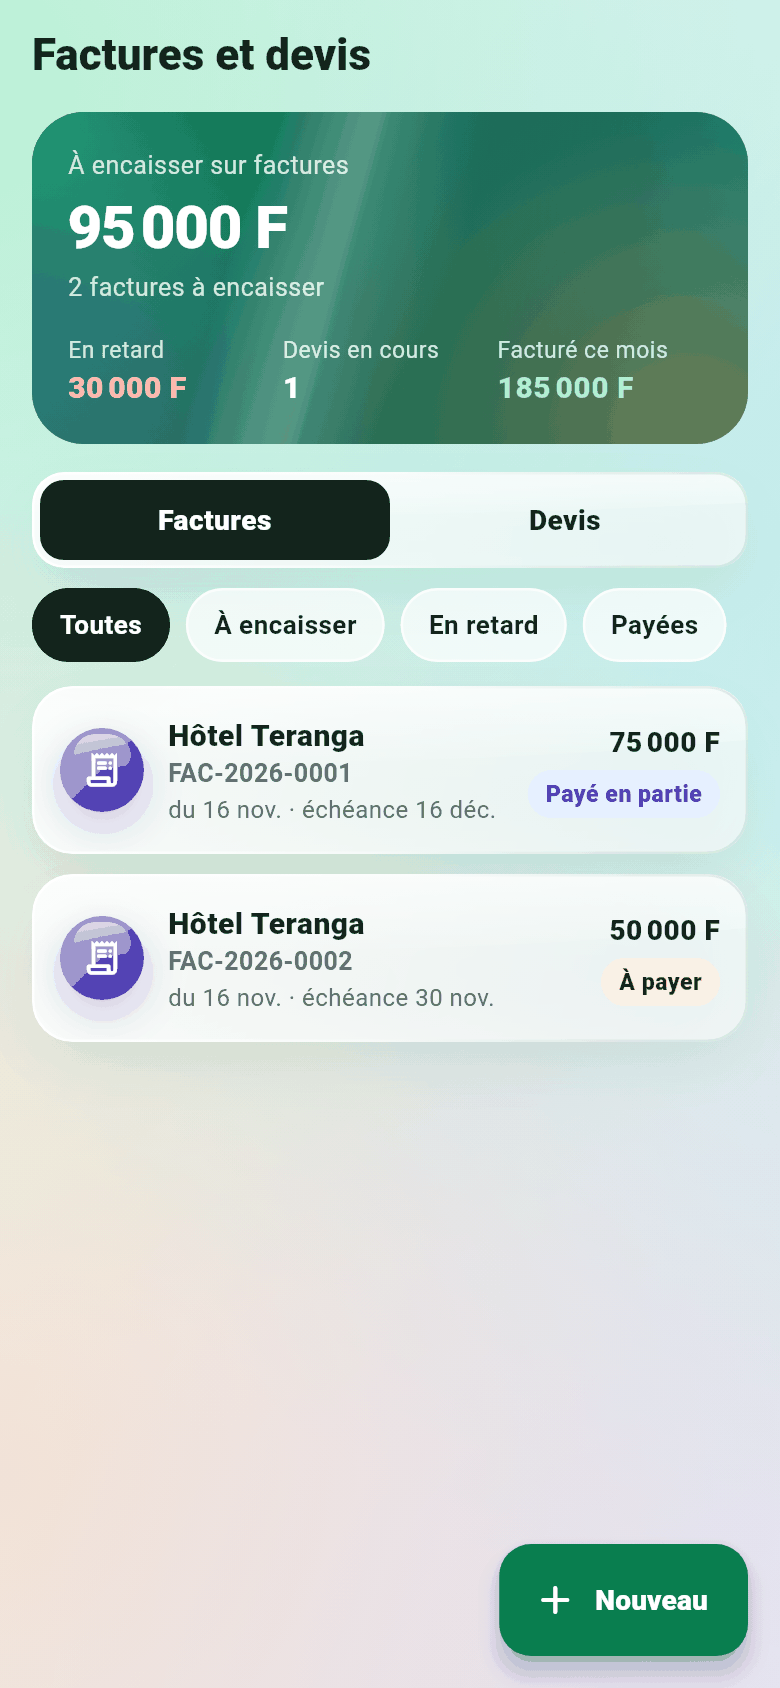 Factures et devis
À encaisser sur factures
95 000 F
2 factures à encaisser
En retard
Devis en cours
Facturé ce mois
30 000 F
1
185 000 F
Factures
Devis
Toutes
À encaisser
En retard
Payées
Hôtel Teranga
75 000 F
FAC-2026-0001
Payé en partie
du 16 nov. · échéance 16 déc.
Hôtel Teranga
50 000 F
FAC-2026-0002
À payer
du 16 nov. · échéance 30 nov.
Nouveau